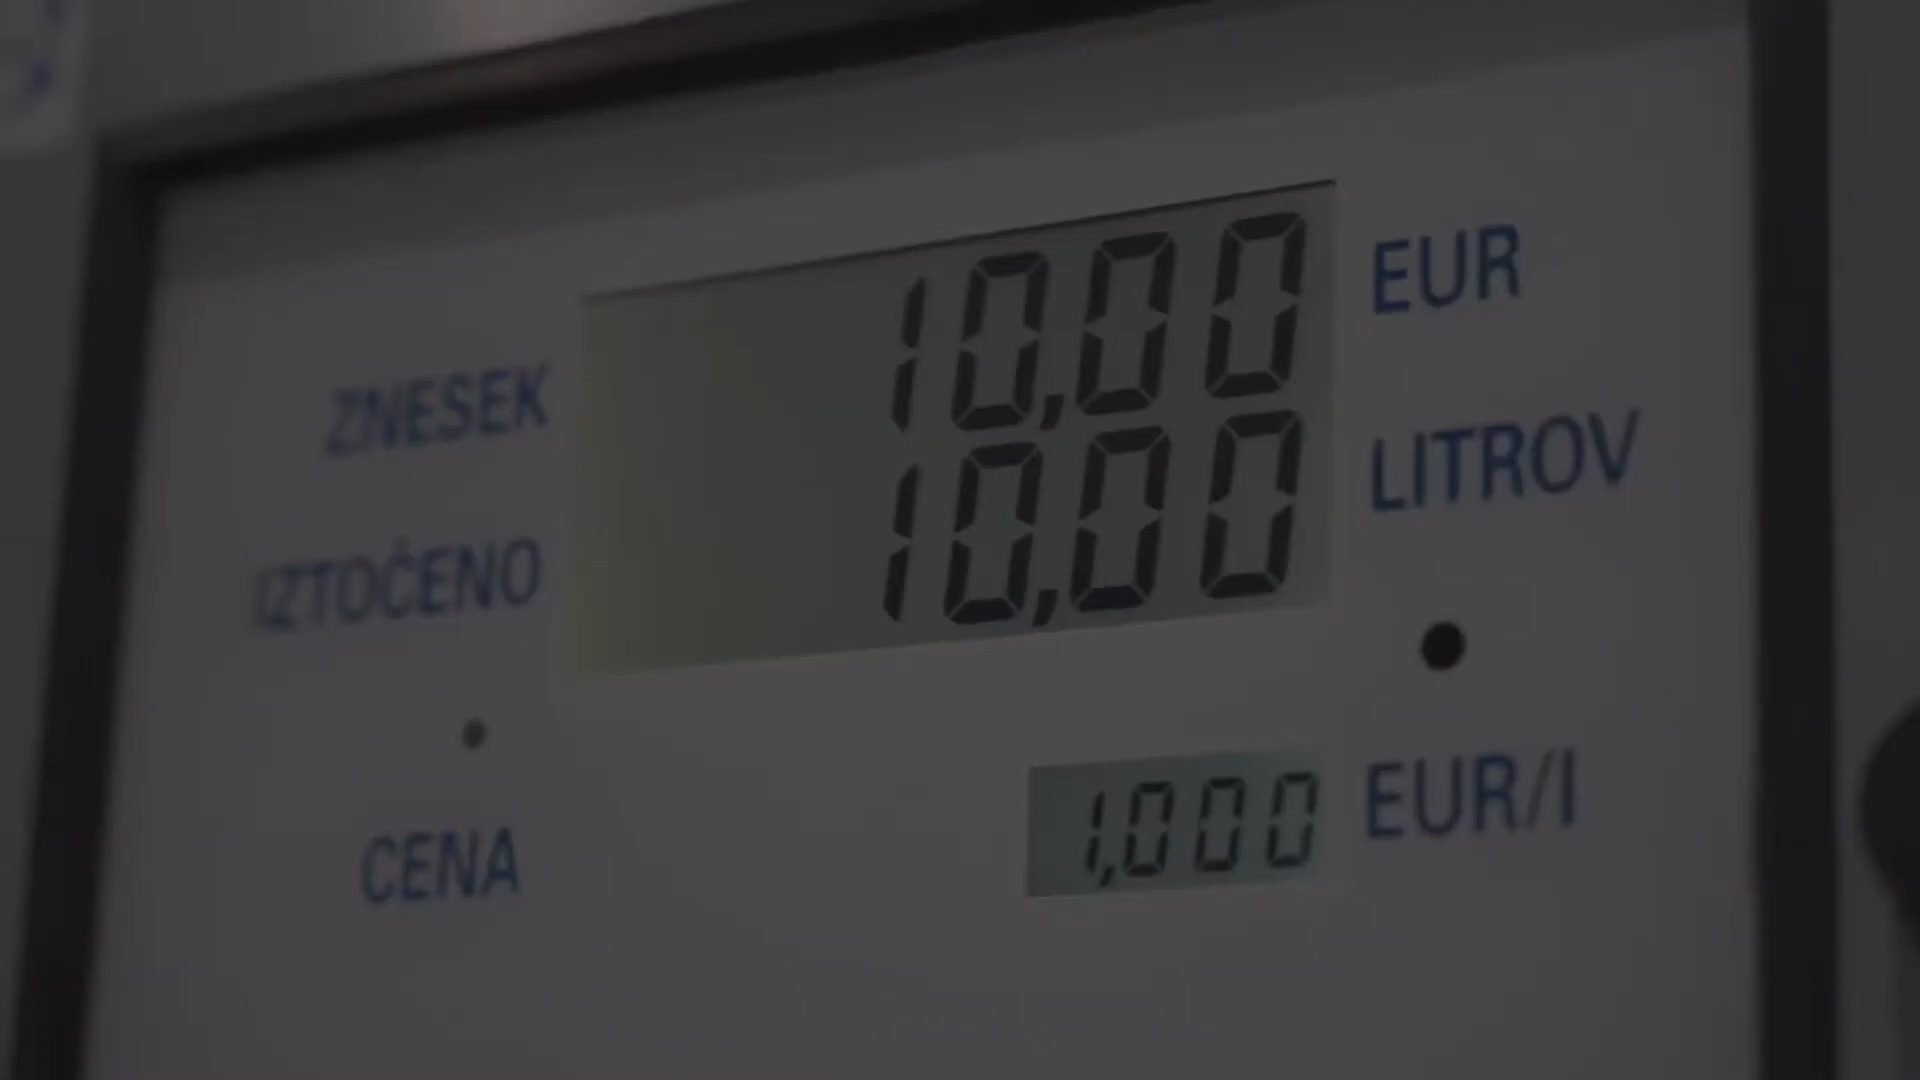 ZNESEK 10,00 EUR
IZTOČENO 10,00 LITROV
CENA 1,000 EUR/l